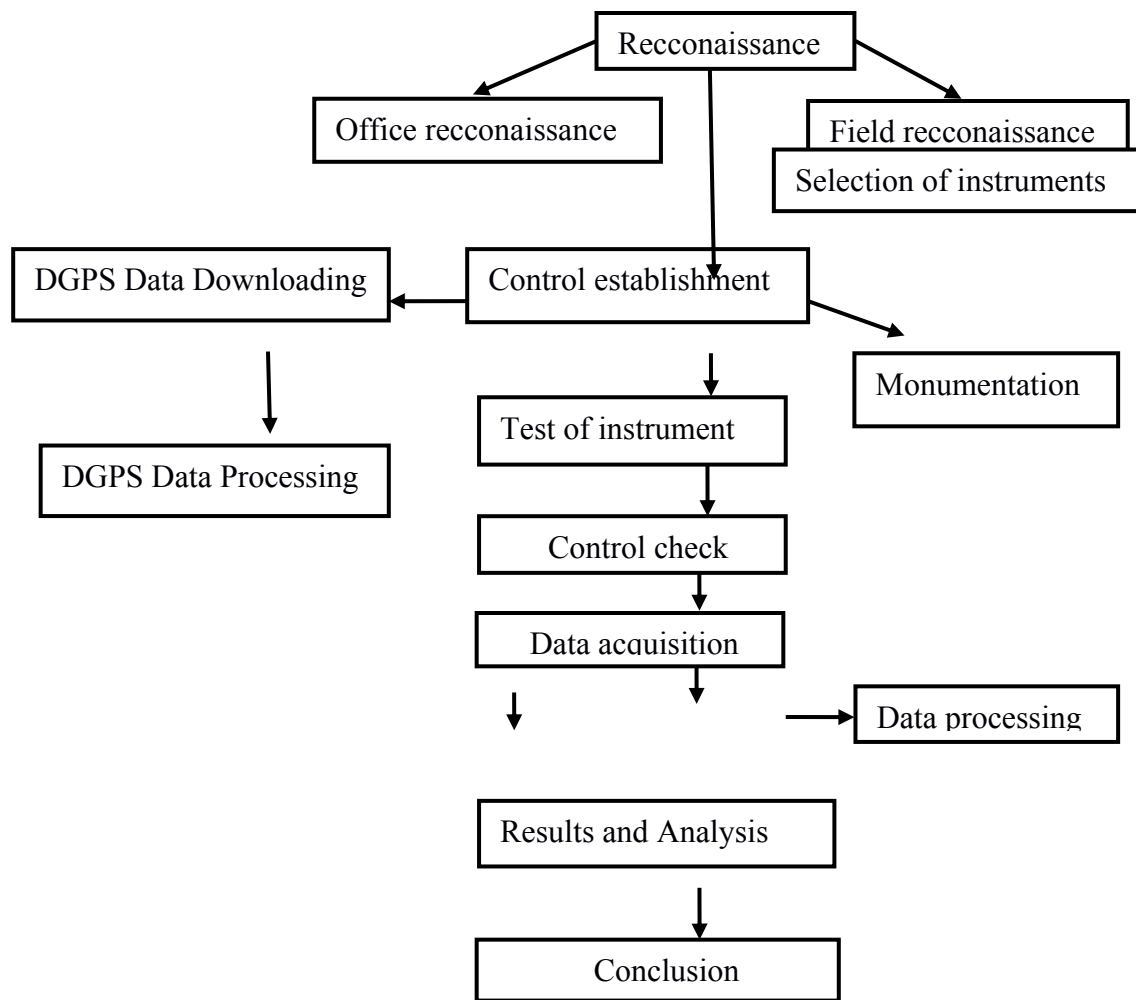 Recconaissance
Office recconaissance
Field recconaissance
Selection of instruments
DGPS Data Downloading
Control establishment
Monumentation
Test of instrument
DGPS Data Processing
Control check
Data acquisition
Data processing
Results and Analysis
Conclusion